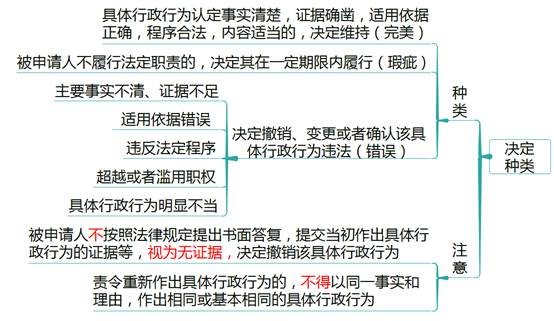 具体行政行为认定事实清楚，证据确凿，适用依据
正确，程序合法，内容适当的，决定维持（完美）
被申请人不履行法定职责的，决定其在一定期限内履行（瑕疵）
主要事实不清、证据不足
适用依据错误
违反法定程序
超越或者滥用职权
具体行政行为明显不当
决定撤销、变更或者确认该具
体行政行为违法（错误）
种
类
被申请人不按照法律规定提出书面答复，提交当初作出具体行
政行为的证据等，视为无证据，决定撤销该具体行政行为
责令重新作出具体行政行为的，不得以同一事实和
理由，作出相同或基本相同的具体行政行为
注
意
决定
种类